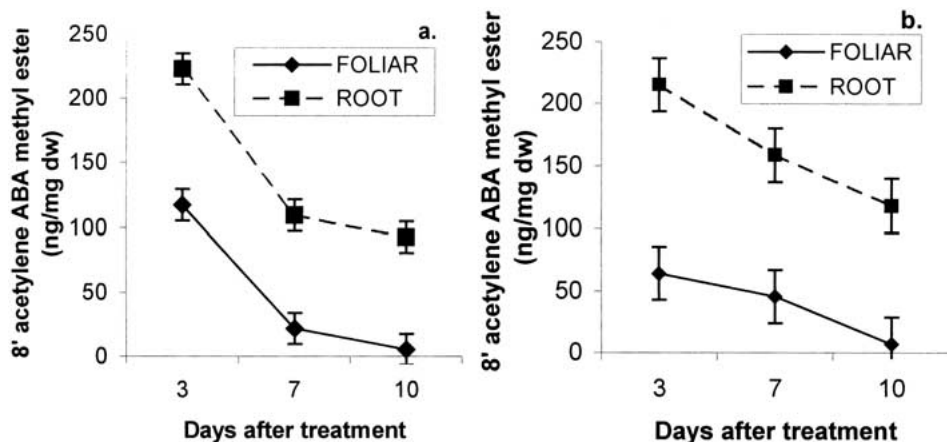 a.
8' acetylene ABA methyl ester
(ng/mg dw)
250
200
150
100
50
0
FOLIAR
ROOT
3 7 10
Days after treatment
b.
8' acetylene ABA methyl ester
(ng/mg dw)
250
200
150
100
50
0
FOLIAR
ROOT
3 7 10
Days after treatment